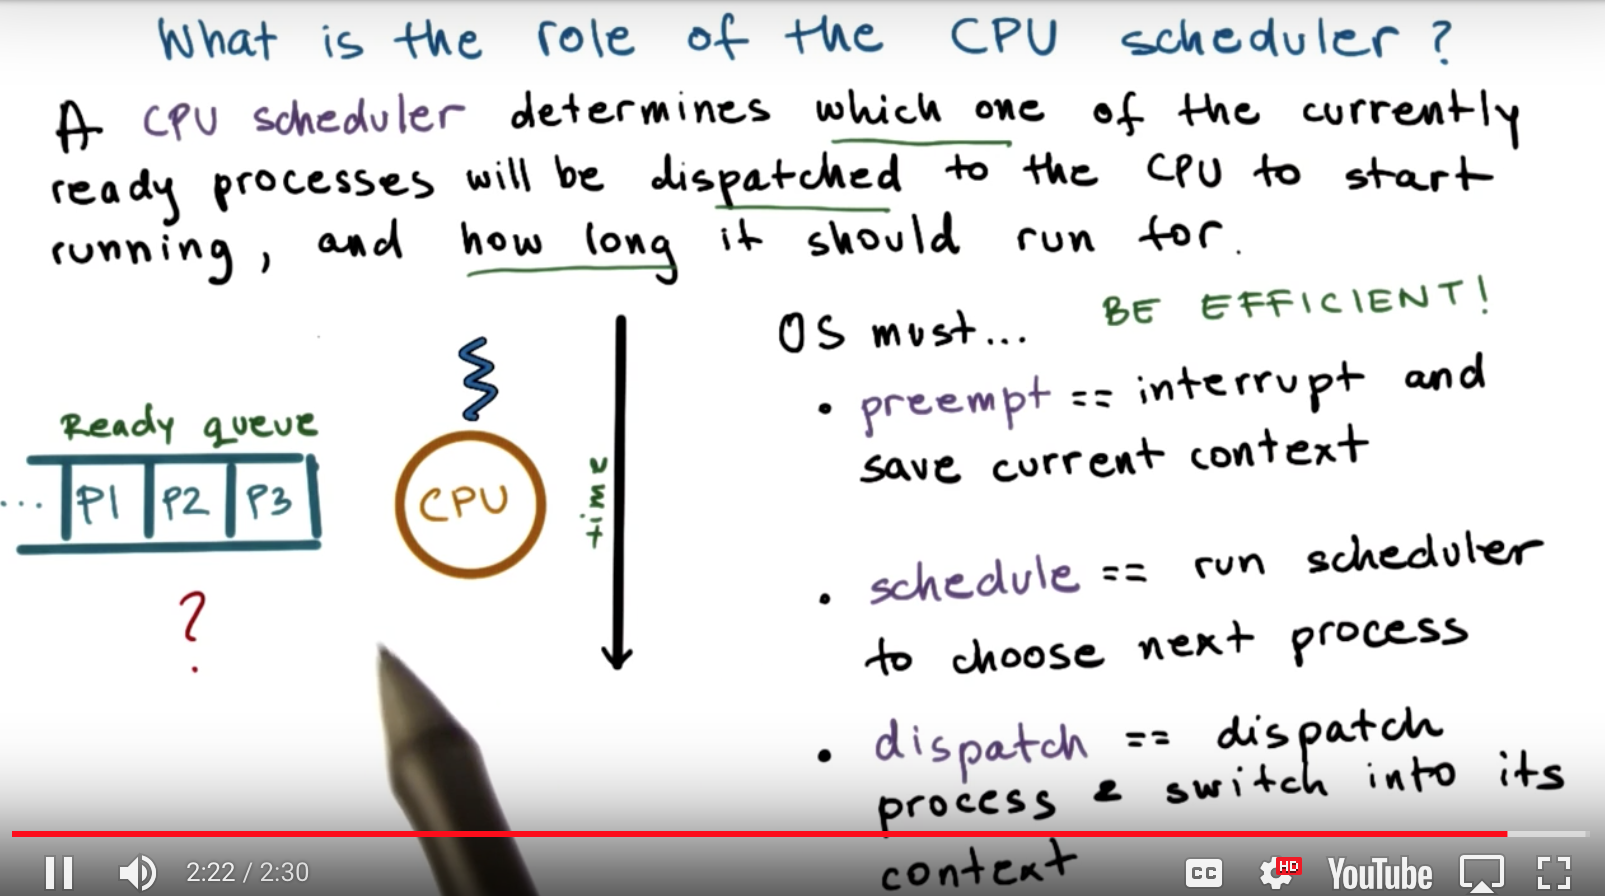 What is the role of the CPU scheduler?
A CPU scheduler determines which one of the currently
ready processes will be dispatched to the CPU to start
running, and how long it should run for.
BE EFFICIENT!
OS must...
• preempt == interrupt and
save current context
• schedule == run scheduler
to choose next process
• dispatch == dispatch
process & switch into its
context
Ready queue
... P1 P2 P3
?
CPU
time
2:22 / 2:30
CC
HD
YouTube